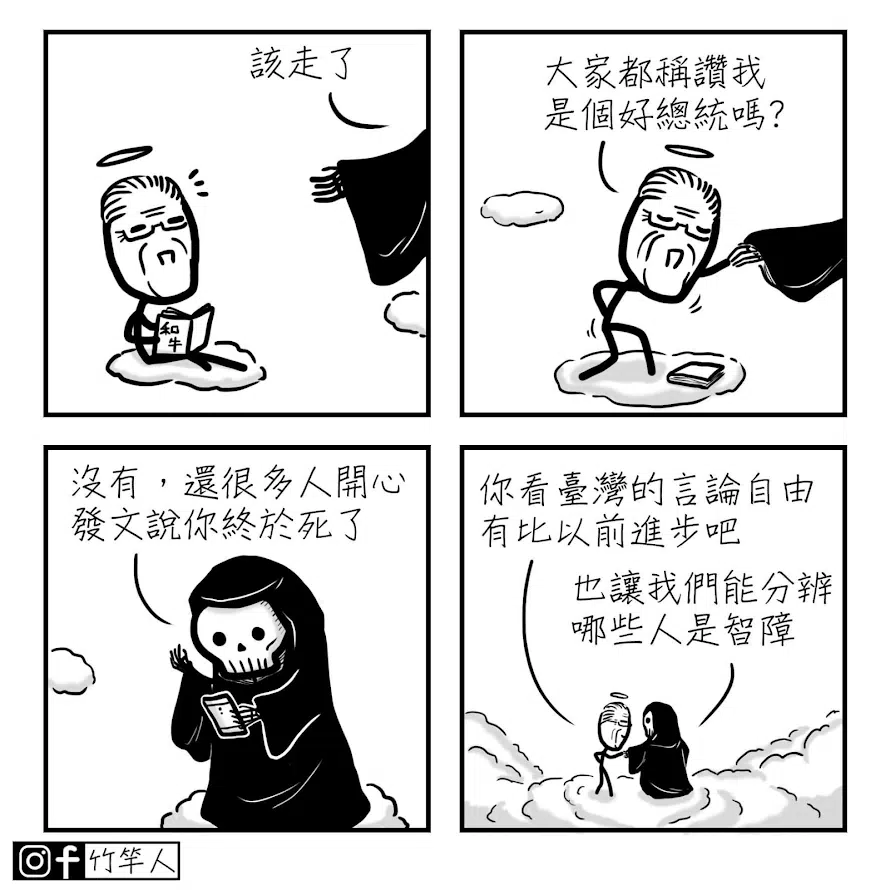 該走了
和
牛
大家都稱讚我
是個好總統嗎?
沒有，還很多人開心
發文說你終於死了
你看臺灣的言論自由
有比以前進步吧
也讓我們能分辨
哪些人是智障
竹竿人